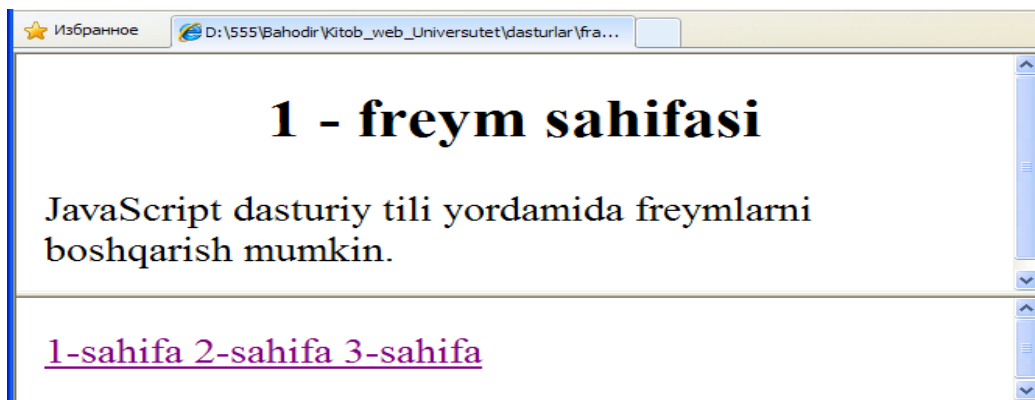 Избранное
D:\555\Bahodir\Kitob_web_Universutet\dasturlar\fra...
1 - freym sahifasi
JavaScript dasturiy tili yordamida freymlarni
boshqarish mumkin.
1-sahifa 2-sahifa 3-sahifa